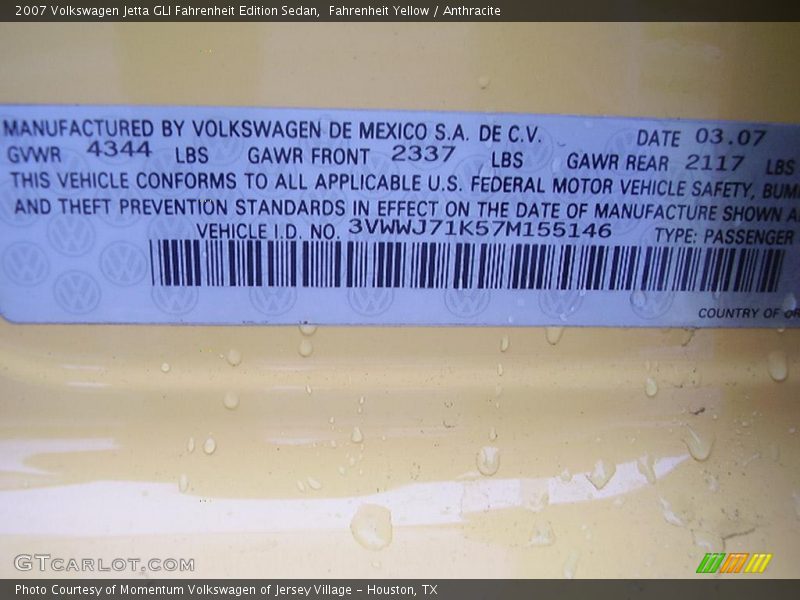 2007 Volkswagen Jetta GLI Fahrenheit Edition Sedan,  Fahrenheit Yellow / Anthracite
MANUFACTURED BY VOLKSWAGEN DE MEXICO S.A. DE C.V. DATE 03.07
GVWR 4344 LBS GAWR FRONT 2337 LBS GAWR REAR 2117 LBS
THIS VEHICLE CONFORMS TO ALL APPLICABLE U.S. FEDERAL MOTOR VEHICLE SAFETY, BUM
AND THEFT PREVENTION STANDARDS IN EFFECT ON THE DATE OF MANUFACTURE SHOWN A
VEHICLE I.D. NO. 3VWWJ71K57M155146 TYPE: PASSENGER
COUNTRY OF OR
GTCARLOT.COM
Photo Courtesy of Momentum Volkswagen of Jersey Village - Houston, TX